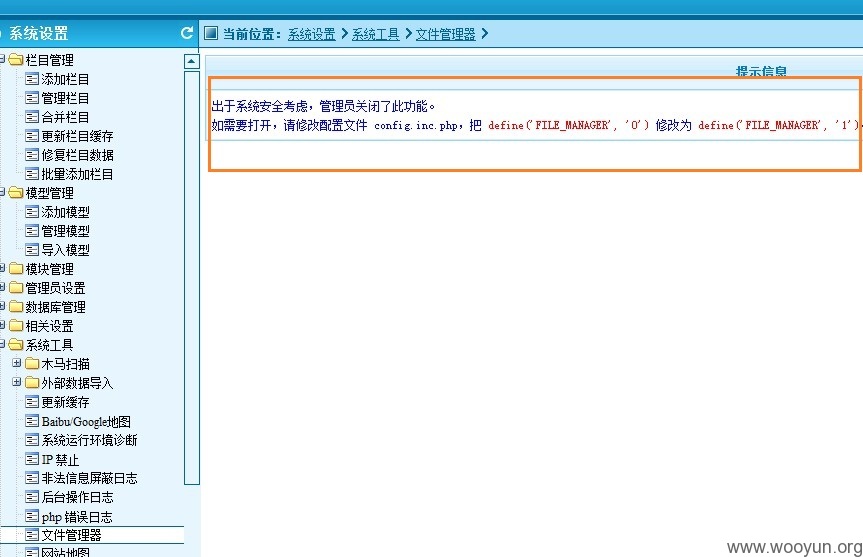 系统设置
当前位置：系统设置 > 系统工具 > 文件管理器 >
栏目管理
添加栏目
管理栏目
合并栏目
更新栏目缓存
修复栏目数据
批量添加栏目
模型管理
添加模型
管理模型
导入模型
模块管理
管理员设置
数据库管理
相关设置
系统工具
木马扫描
外部数据导入
更新缓存
Baibu/Google地图
系统运行环境诊断
IP 禁止
非法信息屏蔽日志
后台操作日志
php 错误日志
文件管理器
网站地图
提示信息
出于系统安全考虑，管理员关闭了此功能。
如需要打开，请修改配置文件 config.inc.php，把 define('FILE_MANAGER', '0') 修改为 define('FILE_MANAGER', '1')
www.wooyun.org